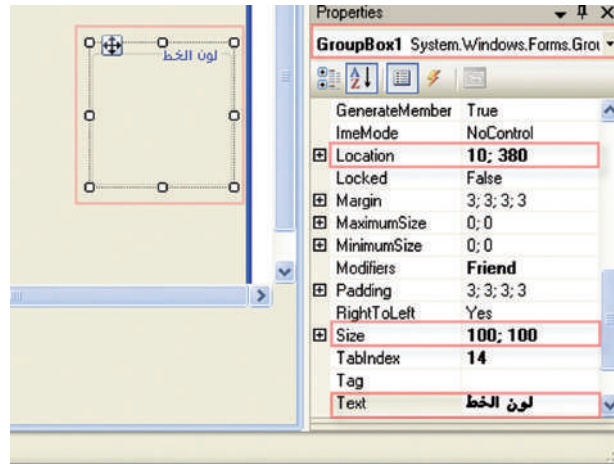 Properties
GroupBox1 System.Windows.Forms.Grou
لون الخط
GenerateMember True
ImeMode NoControl
Location 10; 380
Locked False
Margin 3; 3; 3; 3
MaximumSize 0; 0
MinimumSize 0; 0
Modifiers Friend
Padding 3; 3; 3; 3
RightToLeft Yes
Size 100; 100
TabIndex 14
Tag
Text لون الخط